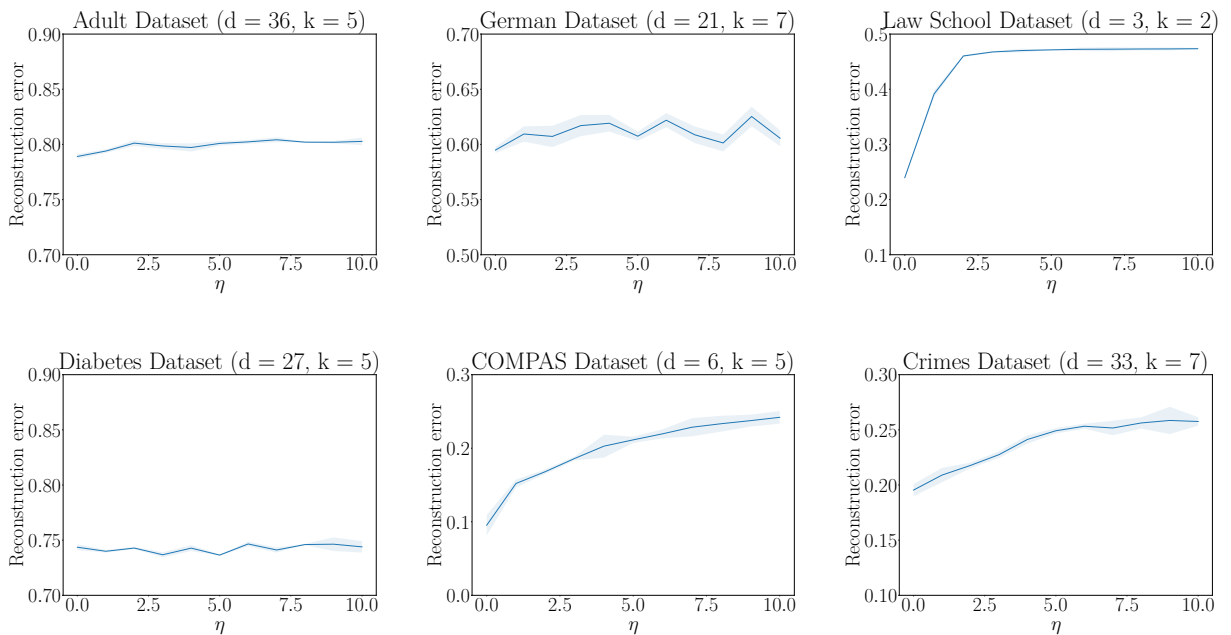 Adult Dataset (d = 36, k = 5)
Reconstruction error
0.90
0.85
0.80
0.75
0.70
0.0 2.5 5.0 7.5 10.0
η
German Dataset (d = 21, k = 7)
Reconstruction error
0.70
0.65
0.60
0.55
0.50
0.0 2.5 5.0 7.5 10.0
η
Law School Dataset (d = 3, k = 2)
Reconstruction error
0.5
0.4
0.3
0.2
0.1
0.0 2.5 5.0 7.5 10.0
η
Diabetes Dataset (d = 27, k = 5)
Reconstruction error
0.90
0.85
0.80
0.75
0.70
0.0 2.5 5.0 7.5 10.0
η
COMPAS Dataset (d = 6, k = 5)
Reconstruction error
0.3
0.2
0.1
0.0
0.0 2.5 5.0 7.5 10.0
η
Crimes Dataset (d = 33, k = 7)
Reconstruction error
0.30
0.25
0.20
0.15
0.10
0.0 2.5 5.0 7.5 10.0
η